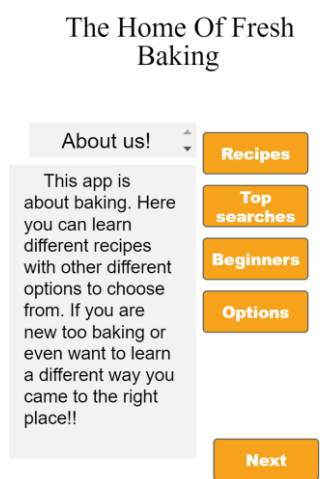 The Home Of Fresh
Baking
About us!
This app is
about baking. Here
you can learn
different recipes
with other different
options to choose
from. If you are
new too baking or
even want to learn
a different way you
came to the right
place!!
Recipes
Top
searches
Beginners
Options
Next